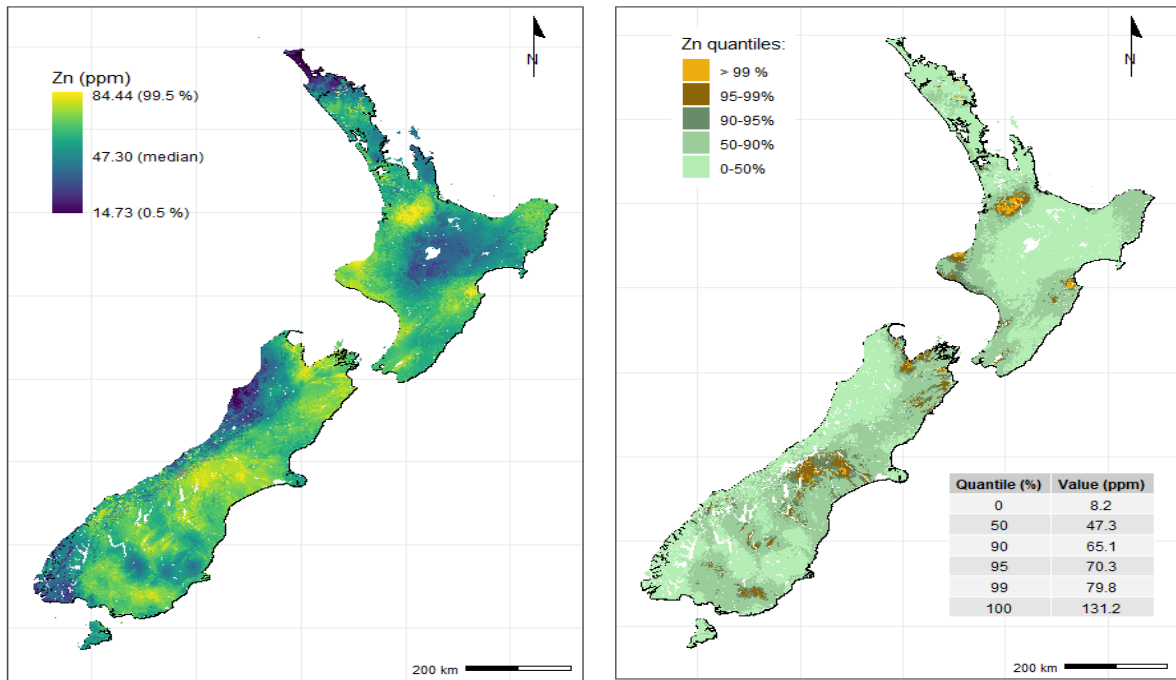 N
Zn (ppm)
84.44 (99.5 %)
47.30 (median)
14.73 (0.5 %)
200 km
N
Zn quantiles:
> 99 %
95-99%
90-95%
50-90%
0-50%
Quantile (%) Value (ppm)
0 8.2
50 47.3
90 65.1
95 70.3
99 79.8
100 131.2
200 km